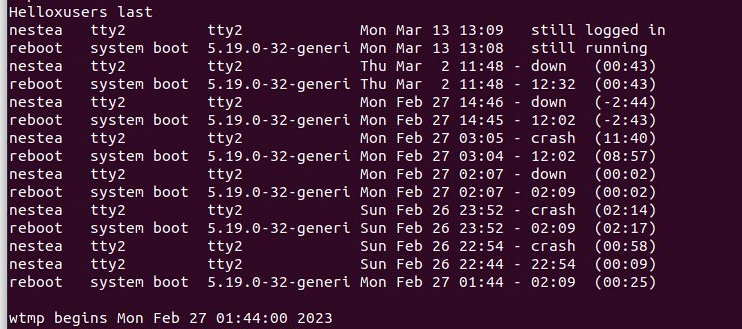 Helloxusers last
nestea   tty2         tty2             Mon Mar 13 13:09   still logged in
reboot   system boot  5.19.0-32-generi Mon Mar 13 13:08   still running
nestea   tty2         tty2             Thu Mar  2 11:48 - down   (00:43)
reboot   system boot  5.19.0-32-generi Thu Mar  2 11:48 - 12:32  (00:43)
nestea   tty2         tty2             Mon Feb 27 14:46 - down   (-2:44)
reboot   system boot  5.19.0-32-generi Mon Feb 27 14:45 - 12:02  (-2:43)
nestea   tty2         tty2             Mon Feb 27 03:05 - crash  (11:40)
reboot   system boot  5.19.0-32-generi Mon Feb 27 03:04 - 12:02  (08:57)
nestea   tty2         tty2             Mon Feb 27 02:07 - down   (00:02)
reboot   system boot  5.19.0-32-generi Mon Feb 27 02:07 - 02:09  (00:02)
nestea   tty2         tty2             Sun Feb 26 23:52 - crash  (02:14)
reboot   system boot  5.19.0-32-generi Sun Feb 26 23:52 - 02:09  (02:17)
nestea   tty2         tty2             Sun Feb 26 22:54 - crash  (00:58)
nestea   tty2         tty2             Sun Feb 26 22:44 - 22:54  (00:09)
reboot   system boot  5.19.0-32-generi Mon Feb 27 01:44 - 02:09  (00:25)
wtmp begins Mon Feb 27 01:44:00 2023